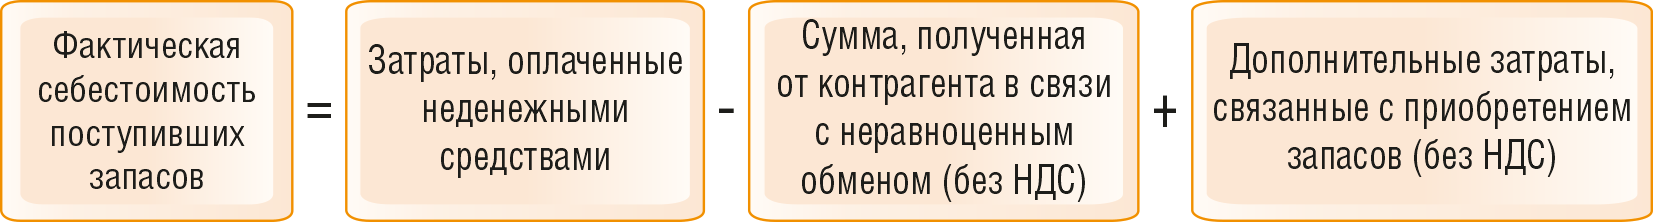 Фактическая
себестоимость
поступивших
запасов
=
Затраты, оплаченные
неденежными
средствами
-
Сумма, полученная
от контрагента в связи
с неравноценным
обменом (без НДС)
+
Дополнительные затраты,
связанные с приобретением
запасов (без НДС)